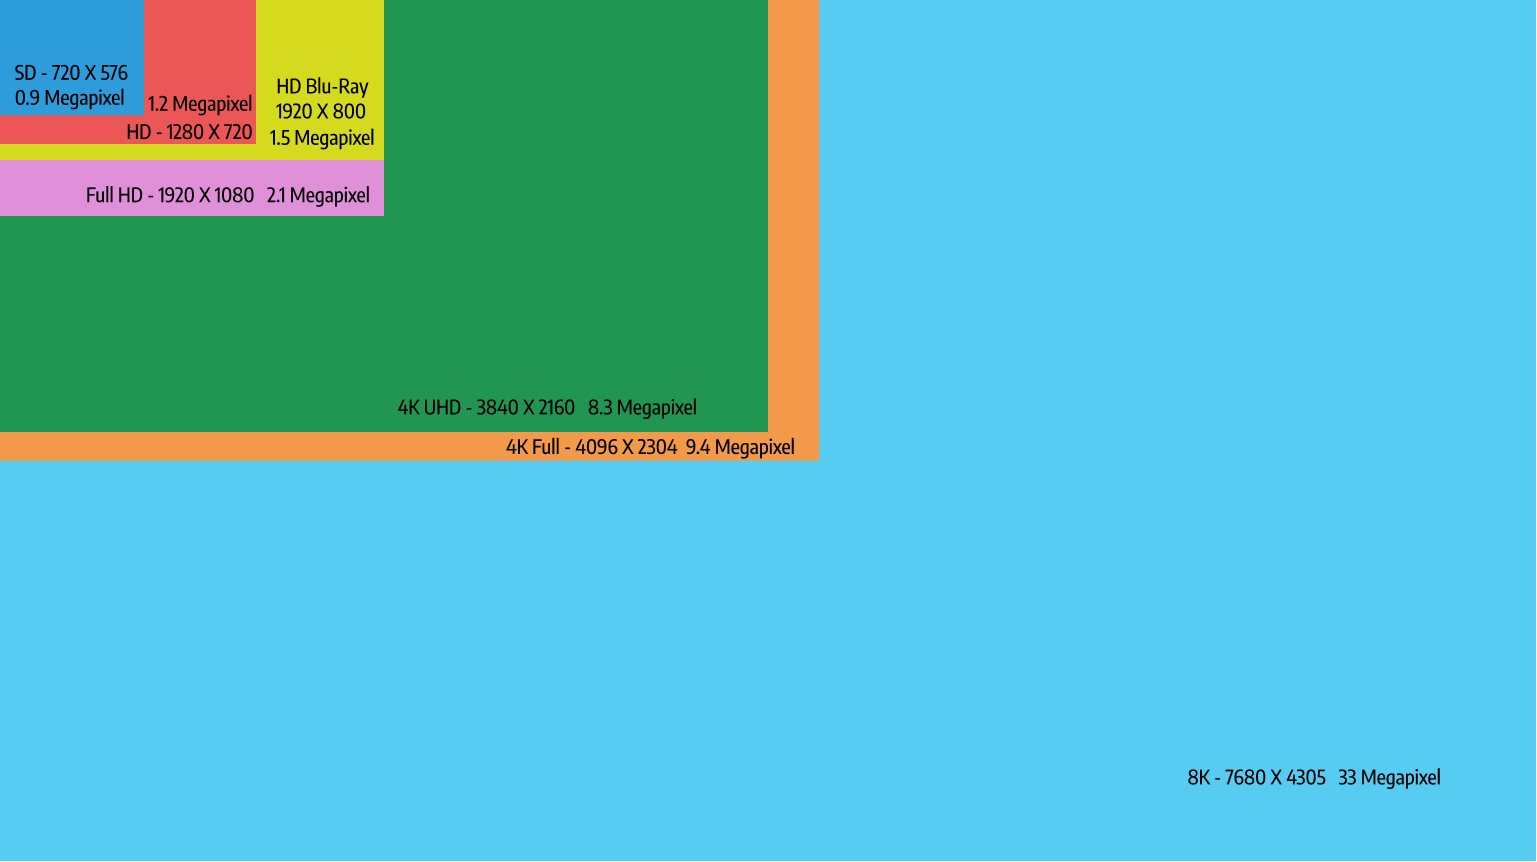 SD - 720 X 576
0.9 Megapixel
1.2 Megapixel
HD - 1280 X 720
HD Blu-Ray
1920 X 800
1.5 Megapixel
Full HD - 1920 X 1080 2.1 Megapixel
4K UHD - 3840 X 2160 8.3 Megapixel
4K Full - 4096 X 2304 9.4 Megapixel
8K - 7680 X 4305 33 Megapixel